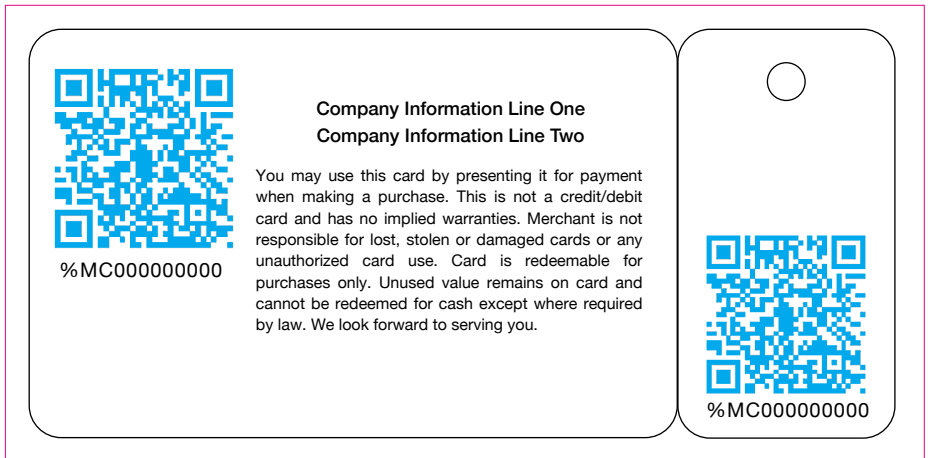 Company Information Line One
Company Information Line Two
You may use this card by presenting it for payment
when making a purchase. This is not a credit/debit
card and has no implied warranties. Merchant is not
responsible for lost, stolen or damaged cards or any
unauthorized card use. Card is redeemable for
purchases only. Unused value remains on card and
cannot be redeemed for cash except where required
by law. We look forward to serving you.
%MC000000000
%MC000000000